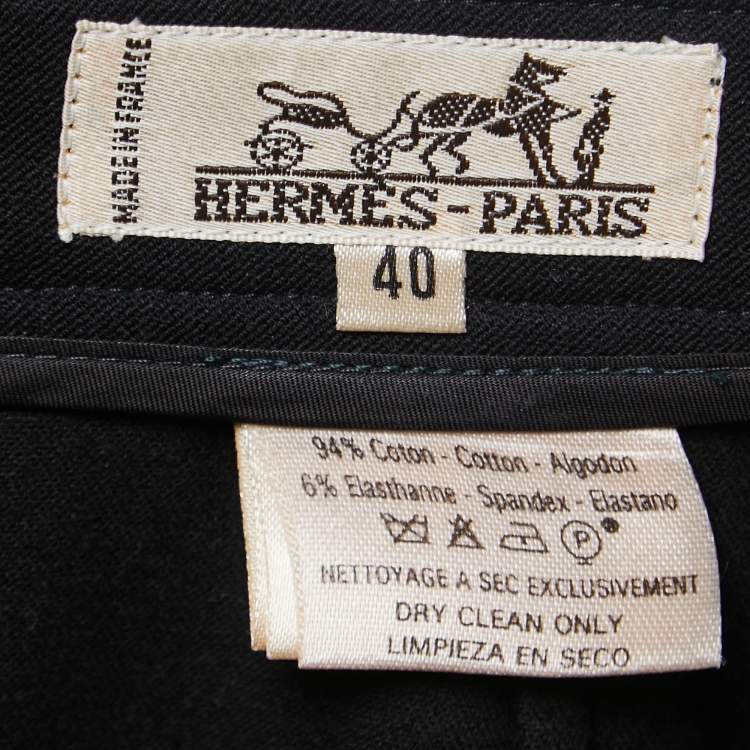 MADE IN FRANCE
HERMÈS-PARIS
40
94% Coton - Cotton - Algodon
6% Elasthanne - Spandex - Elastano
P
NETTOYAGE A SEC EXCLUSIVEMENT
DRY CLEAN ONLY
LIMPIEZA EN SECO